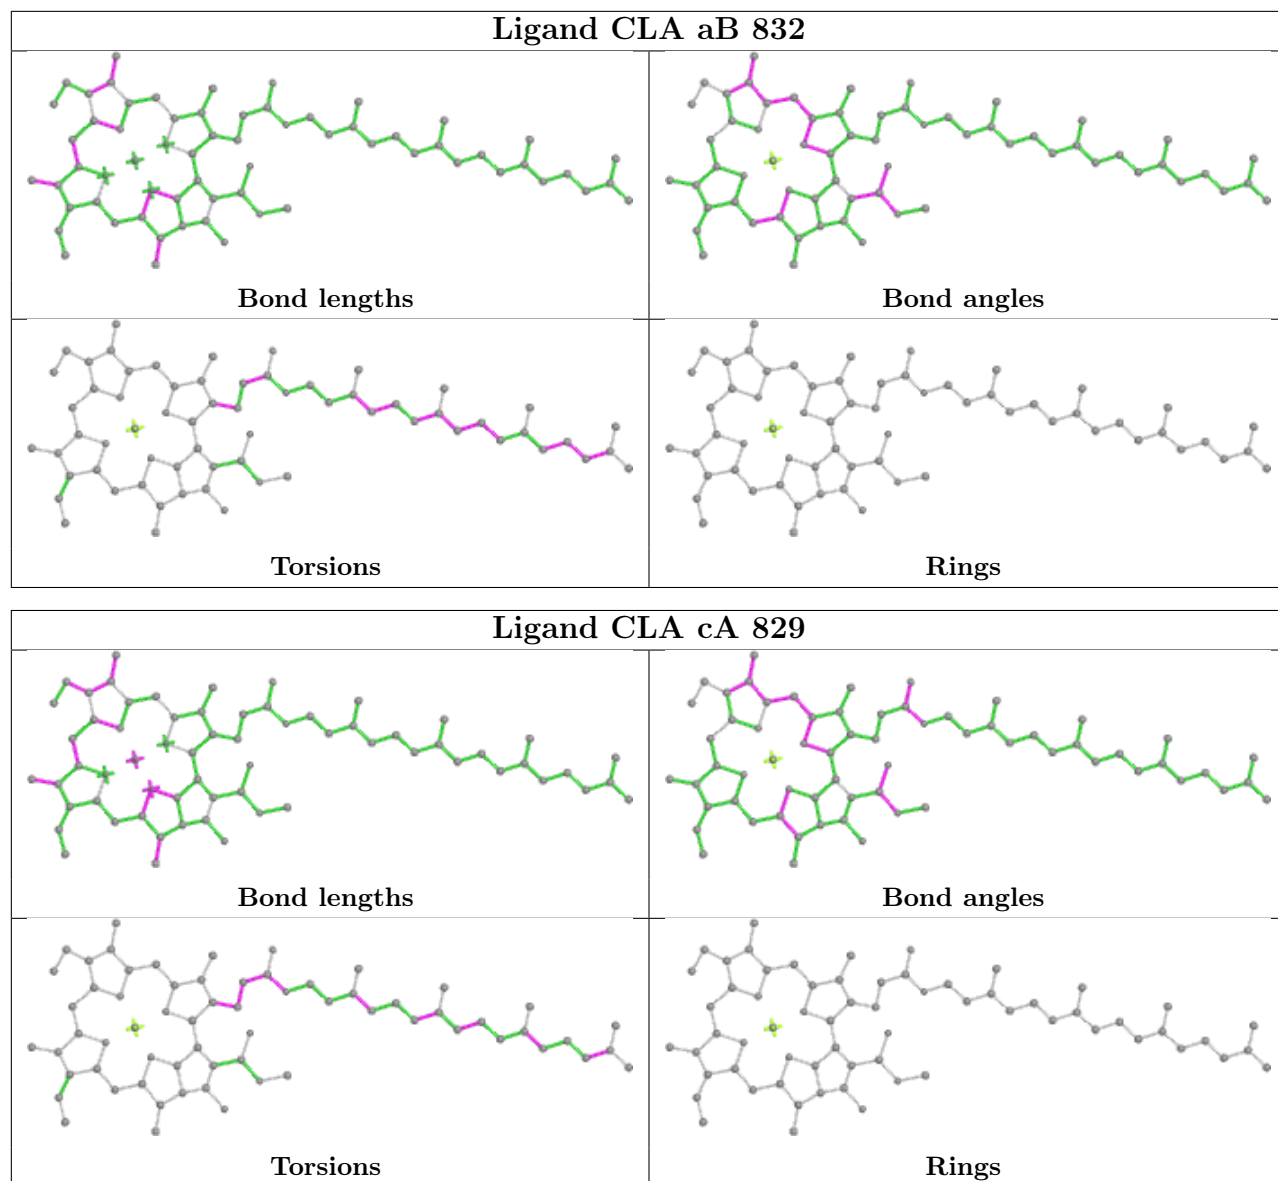 Ligand CLA aB 832
Bond lengths
Bond angles
Torsions
Rings
Ligand CLA cA 829
Bond lengths
Bond angles
Torsions
Rings